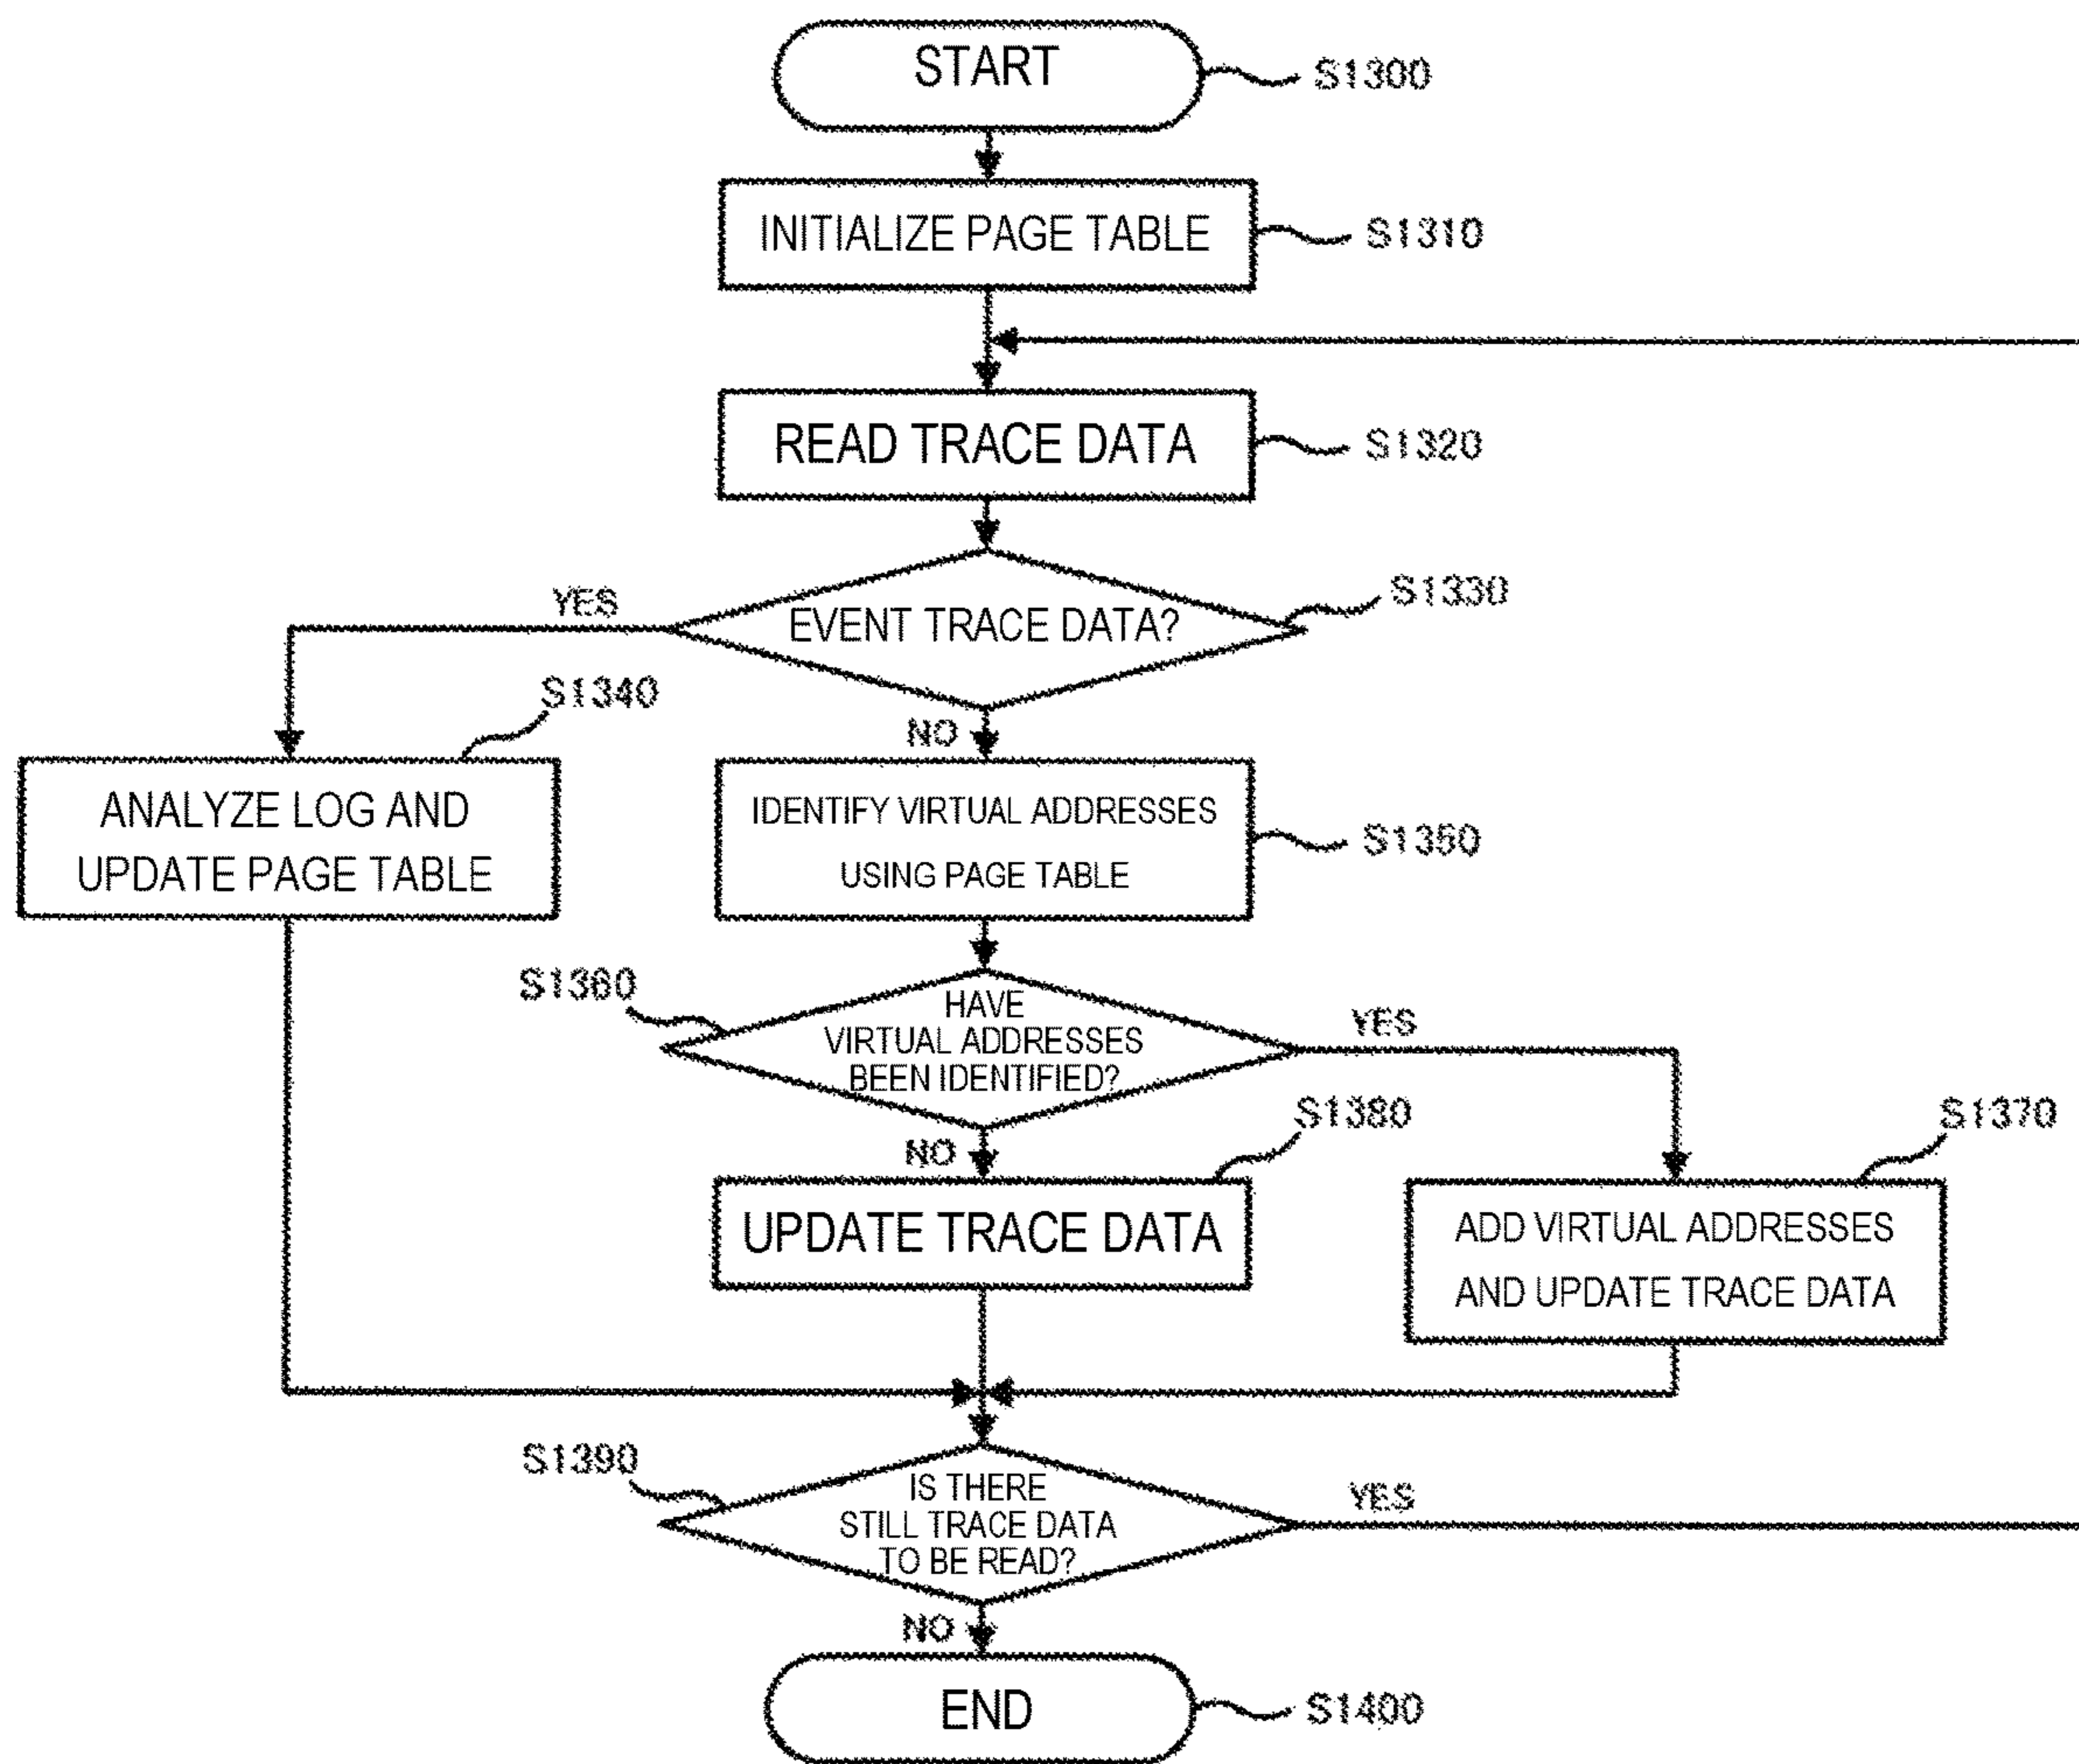 START
S1300
INITIALIZE PAGE TABLE
S1310
READ TRACE DATA
S1320
EVENT TRACE DATA?
S1330
YES
NO
S1340
ANALYZE LOG AND
UPDATE PAGE TABLE
IDENTIFY VIRTUAL ADDRESSES
USING PAGE TABLE
S1350
S1360
HAVE
VIRTUAL ADDRESSES
BEEN IDENTIFIED?
YES
NO
S1380
S1370
UPDATE TRACE DATA
ADD VIRTUAL ADDRESSES
AND UPDATE TRACE DATA
S1390
IS THERE
STILL TRACE DATA
TO BE READ?
YES
NO
END
S1400